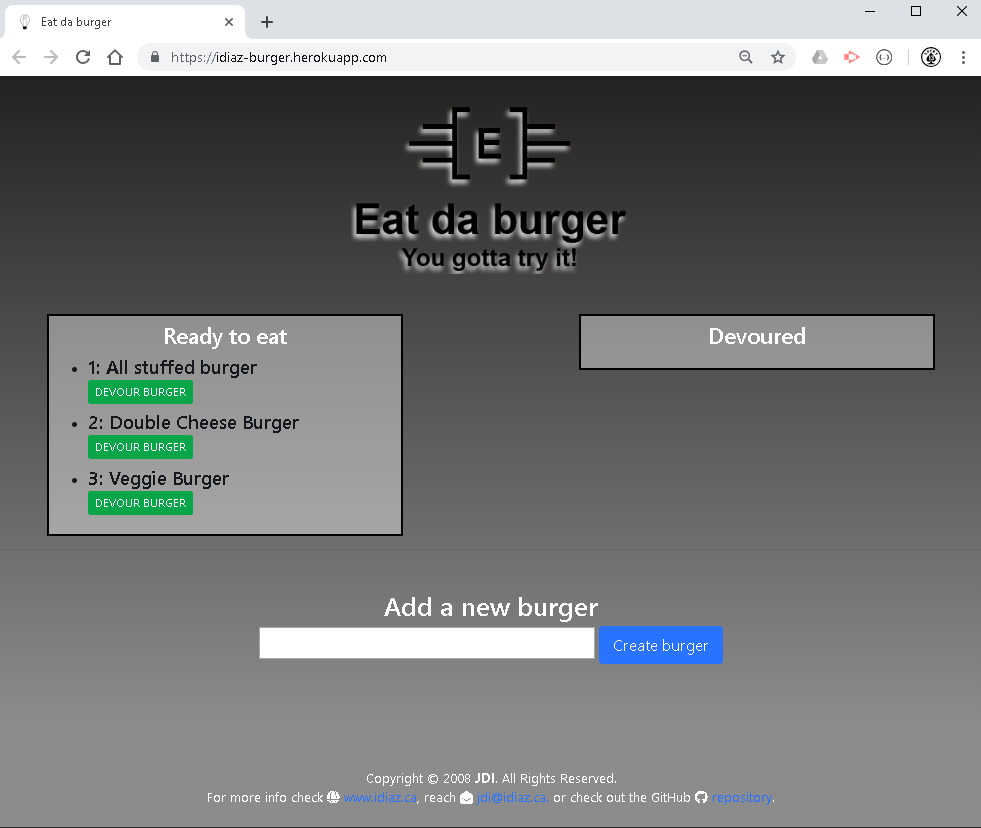 Eat da burger
https://idiaz-burger.herokuapp.com
E
Eat da burger
You gotta try it!
Ready to eat
1: All stuffed burger
DEVOUR BURGER
2: Double Cheese Burger
DEVOUR BURGER
3: Veggie Burger
DEVOUR BURGER
Devoured
Add a new burger
Create burger
Copyright © 2008 JDI. All Rights Reserved.
For more info check www.idiaz.ca, reach jdi@idiaz.ca. or check out the GitHub repository.